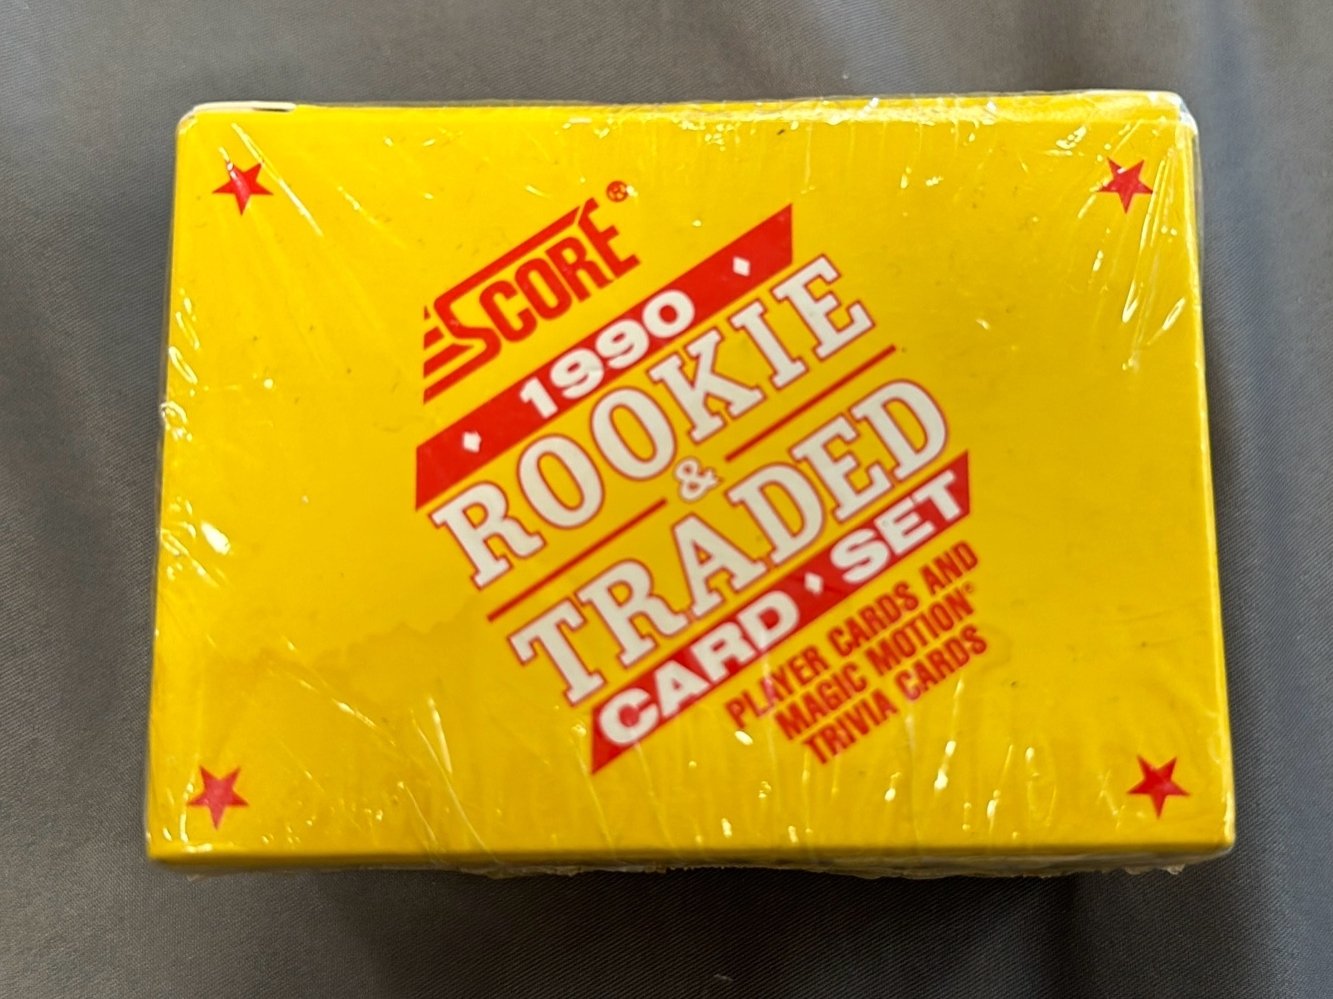 SCORE®
1990
ROOKIE
&
TRADED
CARD SET
PLAYER CARDS AND
MAGIC MOTION®
TRIVIA CARDS